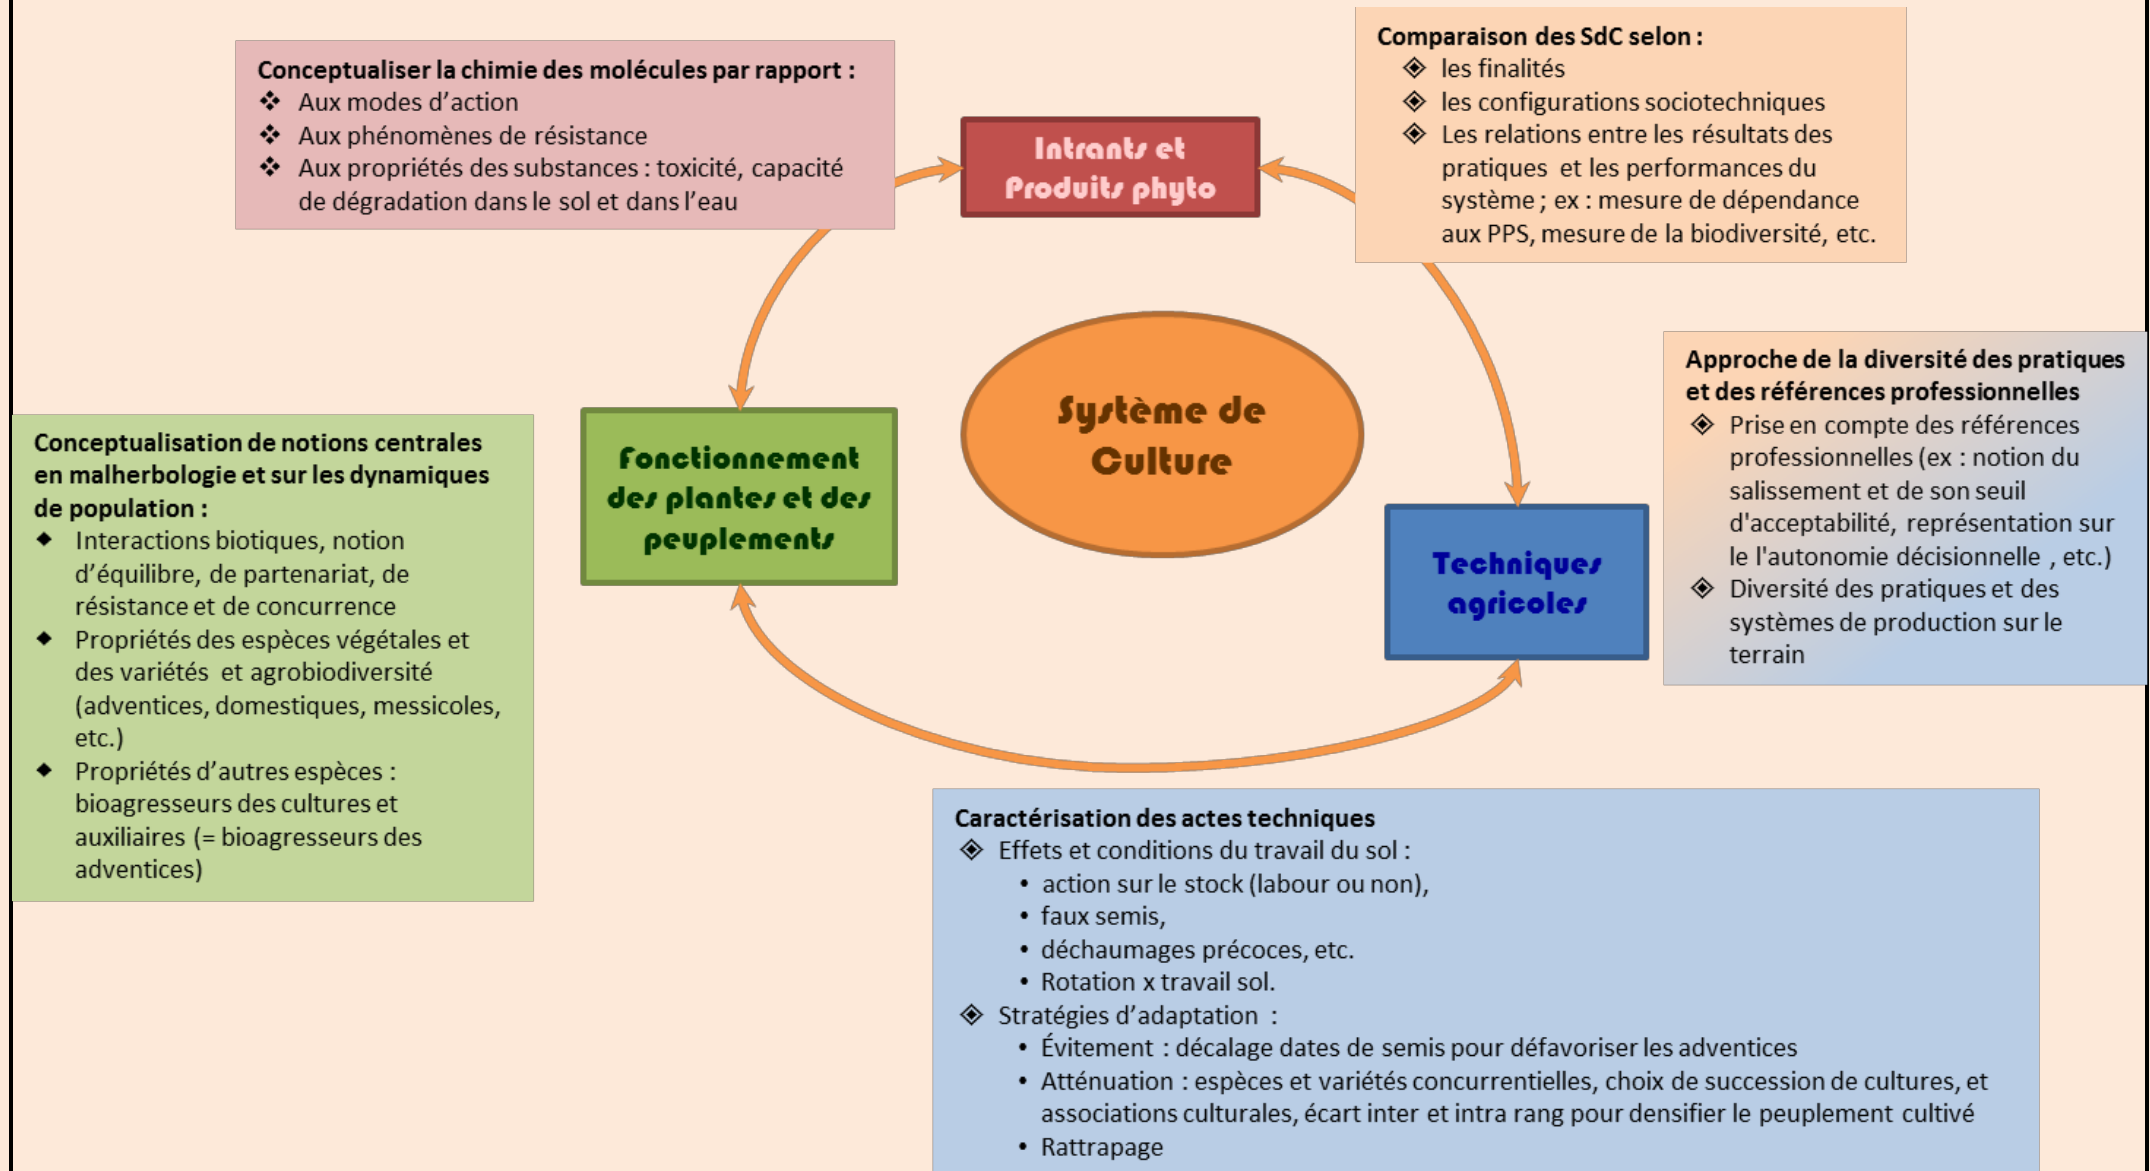 Conceptualiser la chimie des molécules par rapport :
❖ Aux modes d’action
❖ Aux phénomènes de résistance
❖ Aux propriétés des substances : toxicité, capacité
de dégradation dans le sol et dans l’eau
Intrants et
Produits phyto
Comparaison des SdC selon :
◈ les finalités
◈ les configurations sociotechniques
◈ Les relations entre les résultats des
pratiques et les performances du
système ; ex : mesure de dépendance
aux PPS, mesure de la biodiversité, etc.
Conceptualisation de notions centrales
en malherbologie et sur les dynamiques
de population :
◆ Interactions biotiques, notion
d’équilibre, de partenariat, de
résistance et de concurrence
◆ Propriétés des espèces végétales et
des variétés et agrobiodiversité
(adventices, domestiques, messicoles,
etc.)
◆ Propriétés d’autres espèces :
bioagresseurs des cultures et
auxiliaires (= bioagresseurs des
adventices)
Fonctionnement
des plantes et des
peuplements
Système de
Culture
Techniques
agricoles
Approche de la diversité des pratiques
et des références professionnelles
◈ Prise en compte des références
professionnelles (ex : notion du
salissement et de son seuil
d'acceptabilité, représentation sur
le l'autonomie décisionnelle , etc.)
◈ Diversité des pratiques et des
systèmes de production sur le
terrain
Caractérisation des actes techniques
◈ Effets et conditions du travail du sol :
• action sur le stock (labour ou non),
• faux semis,
• déchaumages précoces, etc.
• Rotation x travail sol.
◈ Stratégies d’adaptation :
• Évitement : décalage dates de semis pour défavoriser les adventices
• Atténuation : espèces et variétés concurrentielles, choix de succession de cultures, et
associations culturales, écart inter et intra rang pour densifier le peuplement cultivé
• Rattrapage